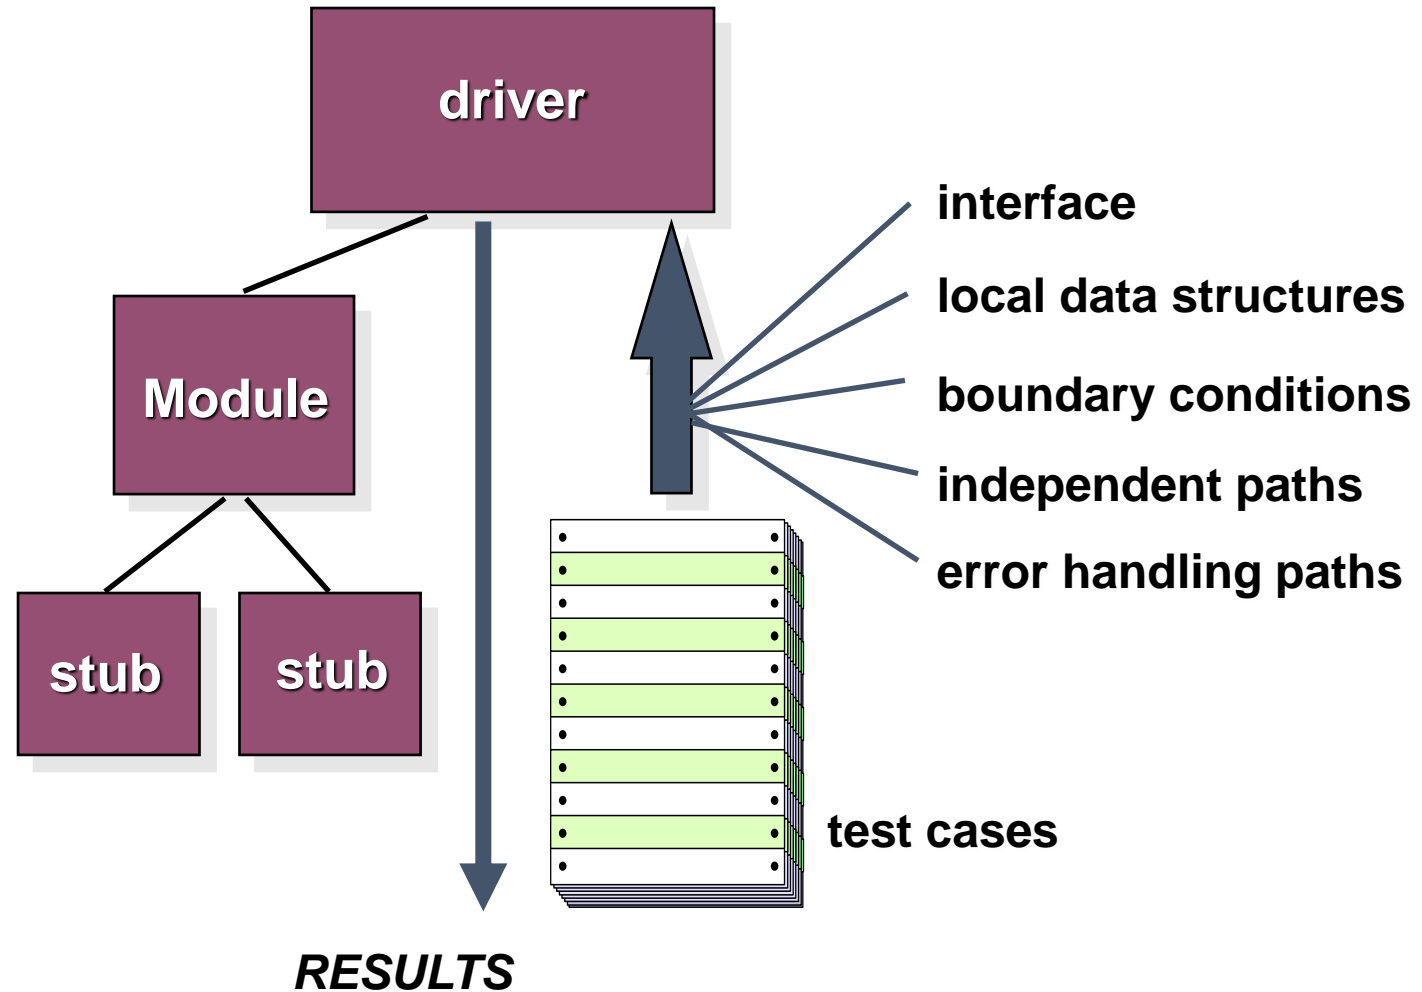 driver
interface
local data structures
Module
boundary conditions
independent paths
error handling paths
stub
stub
test cases
RESULTS